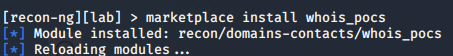 [recon-ng][lab] > marketplace install whois_pocs
[*] Module installed: recon/domains-contacts/whois_pocs
[*] Reloading modules...